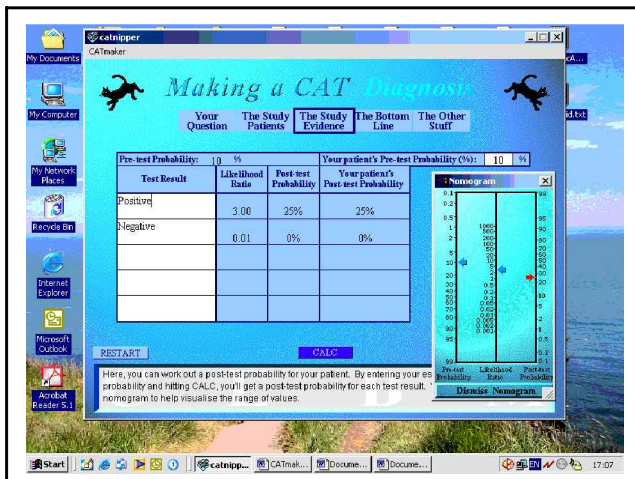 catnipper
CATmaker
My Documents
My Computer
My Network
Places
Recycle Bin
Internet
Explorer
Microsoft
Outlook
Acrobat
Reader 5.1
Making a CAT Diagnosis
Your
Question
The Study
Patients
The Study
Evidence
The Bottom
Line
The Other
Stuff
Pre-test Probability: 10 %
Your patient's Pre-test Probability (%): 10 %
Test Result
Likelihood
Ratio
Post-test
Probability
Your patient's
Post-test Probability
Positive 3.00 25% 25%
Negative 0.01 0% 0%
RESTART
CALC
Here, you can work out a post-test probability for your patient. By entering your es
probability and hitting CALC, you'll get a post-test probability for each test result.
nomogram to help visualise the range of values.
Nomogram
Pre-test
Probability
Likelihood
Ratio
Post-test
Probability
Dismiss Nomogram
Start
catnipp...
CATmak...
Docume...
Docume...
EN
17:07